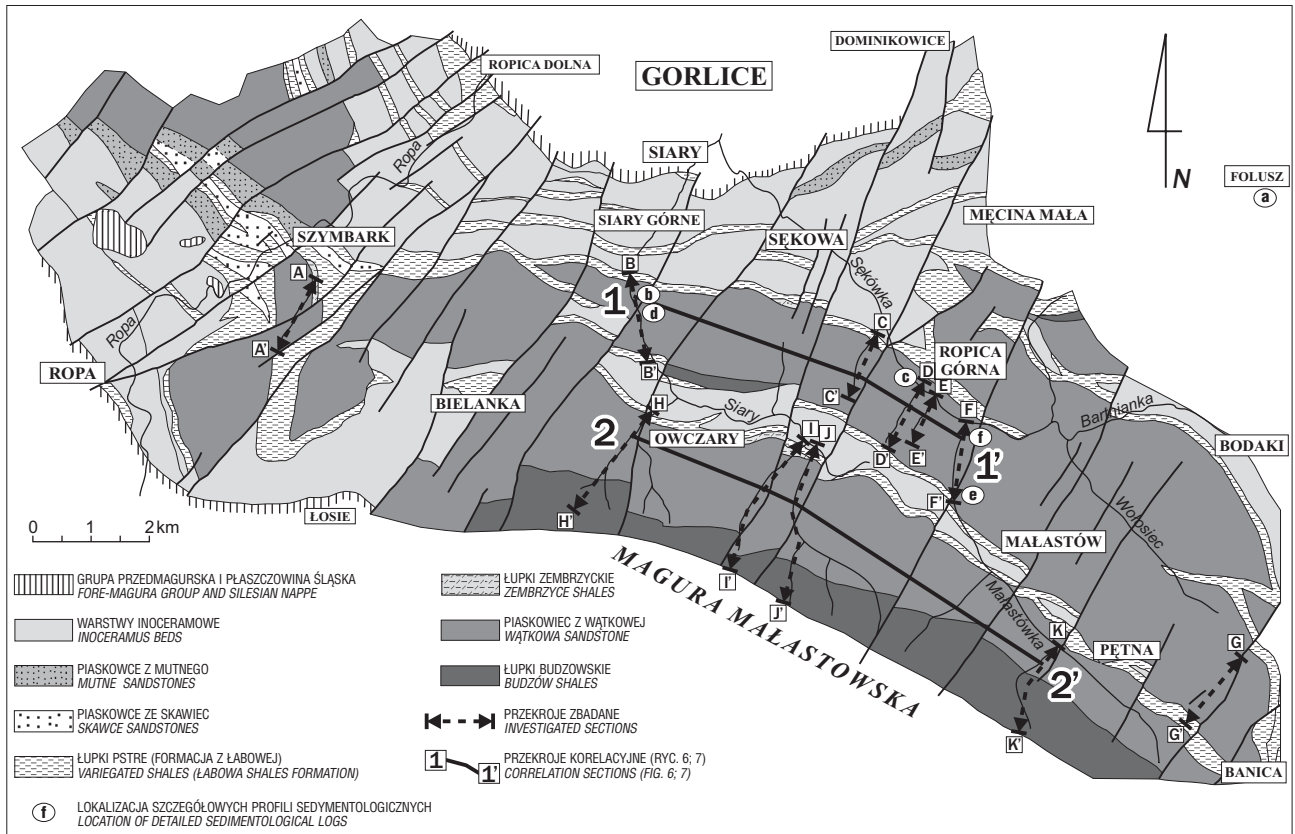 DOMINIKOWICE
ROPICA DOLNA
GORLICE
SIARY
N
FOLUSZ
a
Ropa
SIARY GÓRNE
MĘCINA MAŁA
SZYMBARK
SĘKOWA
A
B
Sękówka
1
b
d
C
Ropa
A'
ROPICA GÓRNA
ROPA
B'
c
D
E
BIELANKA
C'
F
Bartnianka
H
Siary
2
OWCZARY
I
J
f
1'
BODAKI
D'
E'
e
F'
H'
ŁOSIE
0 1 2 km
MAŁASTÓW
Wołosiec
MAGURA MAŁASTOWSKA
I'
J'
Małastówka
K
PĘTNA
G
2'
K'
G'
BANICA
GRUPA PRZEDMAGURSKA I PŁASZCZOWINA ŚLĄSKA
FORE-MAGURA GROUP AND SILESIAN NAPPE
WARSTWY INOCERAMOWE
INOCERAMUS BEDS
PIASKOWCE Z MUTNEGO
MUTNE SANDSTONES
PIASKOWCE ZE SKAWIEC
SKAWCE SANDSTONES
ŁUPKI PSTRE (FORMACJA Z ŁABOWEJ)
VARIEGATED SHALES (ŁABOWA SHALES FORMATION)
f
LOKALIZACJA SZCZEGÓŁOWYCH PROFILI SEDYMENTOLOGICZNYCH
LOCATION OF DETAILED SEDIMENTOLOGICAL LOGS
ŁUPKI ZEMBRZYCKIE
ZEMBRZYCE SHALES
PIASKOWIEC Z WĄTKOWEJ
WĄTKOWA SANDSTONE
ŁUPKI BUDZOWSKIE
BUDZÓW SHALES
PRZEKROJE ZBADANE
INVESTIGATED SECTIONS
1
1'
PRZEKROJE KORELACYJNE (RYC. 6; 7)
CORRELATION SECTIONS (FIG. 6; 7)